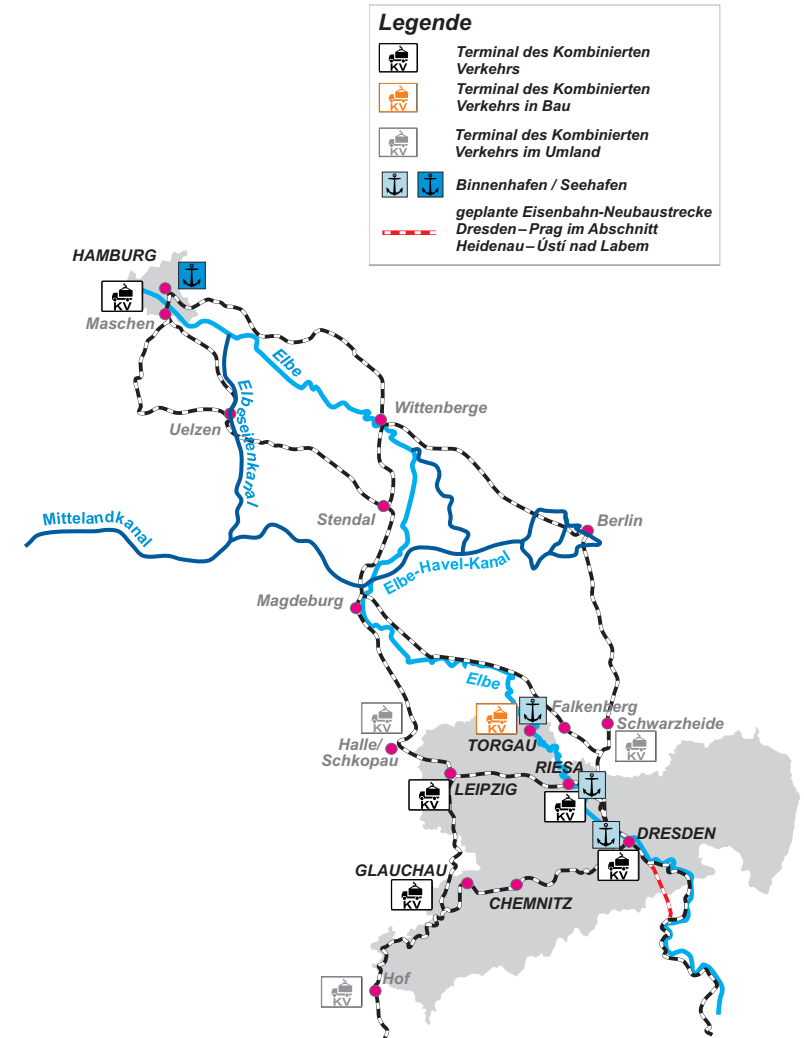 Legende
KV
Terminal des Kombinierten
Verkehrs
KV
Terminal des Kombinierten
Verkehrs in Bau
KV
Terminal des Kombinierten
Verkehrs im Umland
Binnenhafen / Seehafen
geplante Eisenbahn-Neubaustrecke
Dresden–Prag im Abschnitt
Heidenau–Ústí nad Labem
HAMBURG
KV
Maschen
Elbe
Elbeseitenkanal
Wittenberge
Uelzen
Stendal
Mittelandkanal
Berlin
Elbe-Havel-Kanal
Magdeburg
Elbe
KV
KV
Falkenberg
Schwarzheide
KV
Halle/
Schkopau
TORGAU
RIESA
LEIPZIG
KV
KV
DRESDEN
KV
GLAUCHAU
KV
CHEMNITZ
Hof
KV